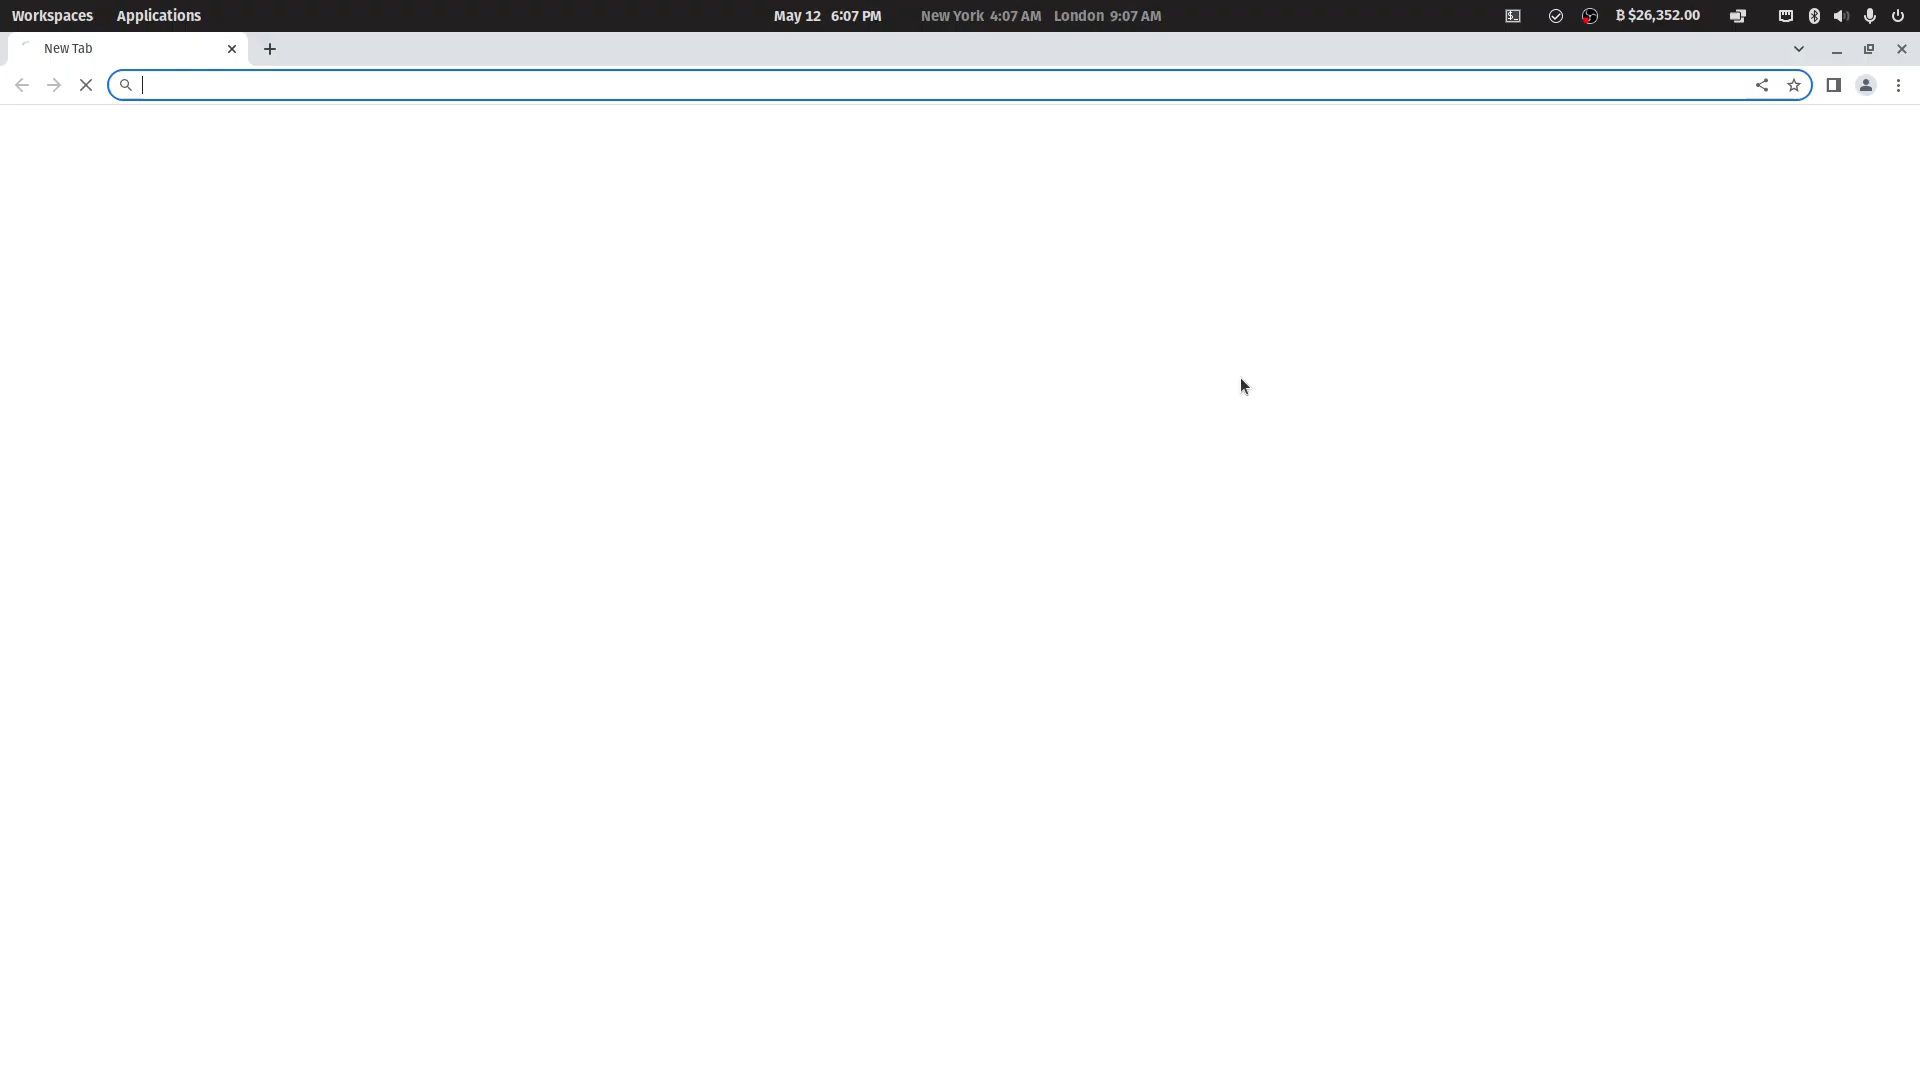 Workspaces Applications May 12 6:07 PM New York 4:07 AM London 9:07 AM ₿ $26,352.00
New Tab